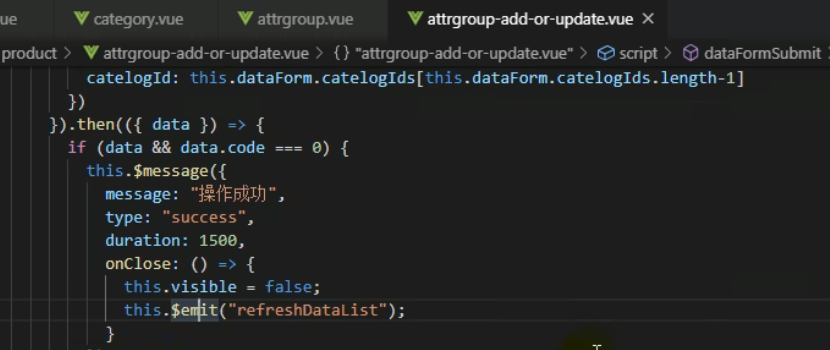 ue category.vue attrgroup.vue attrgroup-add-or-update.vue
product > attrgroup-add-or-update.vue > {} "attrgroup-add-or-update.vue" > script > dataFormSubmit
catelogId: this.dataForm.catelogIds[this.dataForm.catelogIds.length-1]
})
}).then(({ data }) => {
if (data && data.code === 0) {
this.$message({
message: "操作成功",
type: "success",
duration: 1500,
onClose: () => {
this.visible = false;
this.$emit("refreshDataList");
}